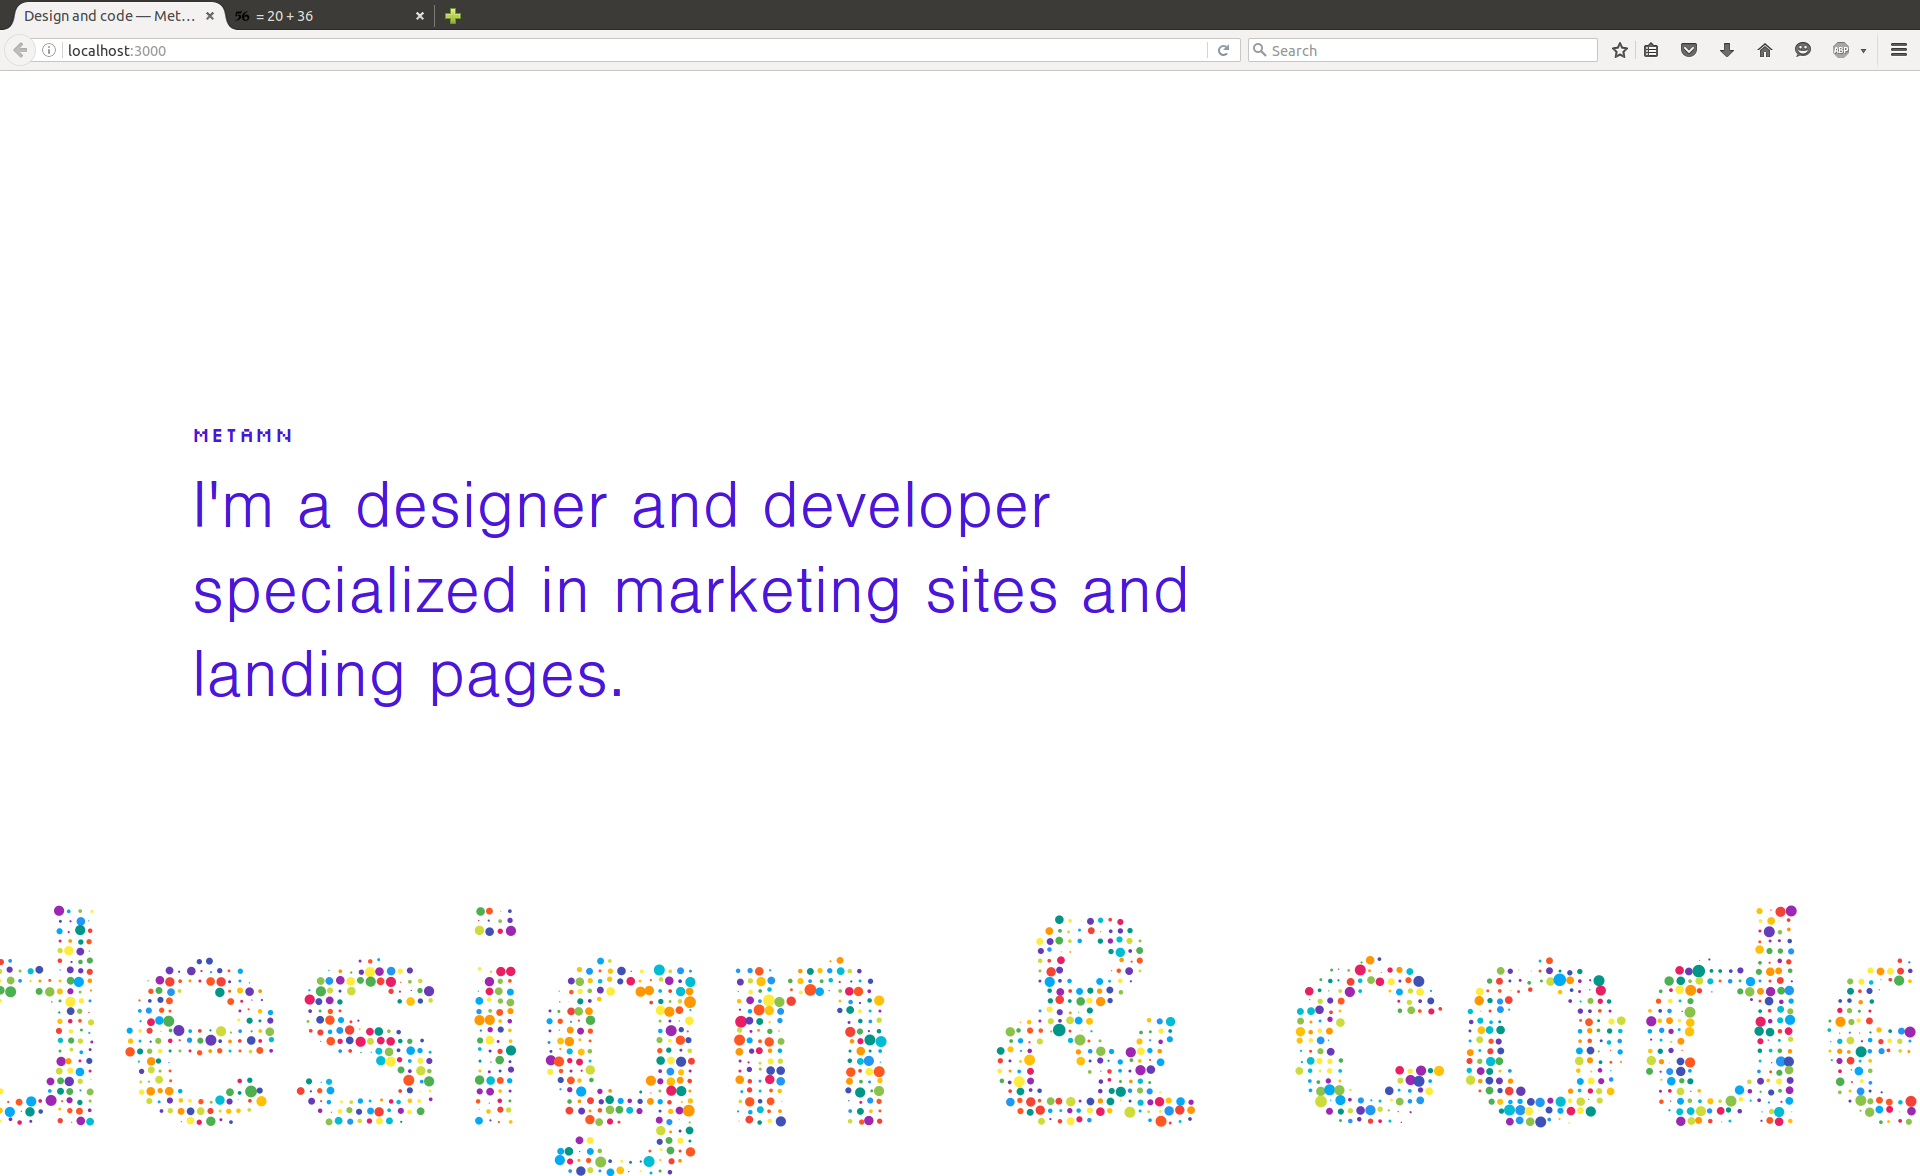 Design and code — Met...
56 = 20 + 36
localhost:3000
Search
ABP
METAMN
I'm a designer and developer
specialized in marketing sites and
landing pages.
design & code